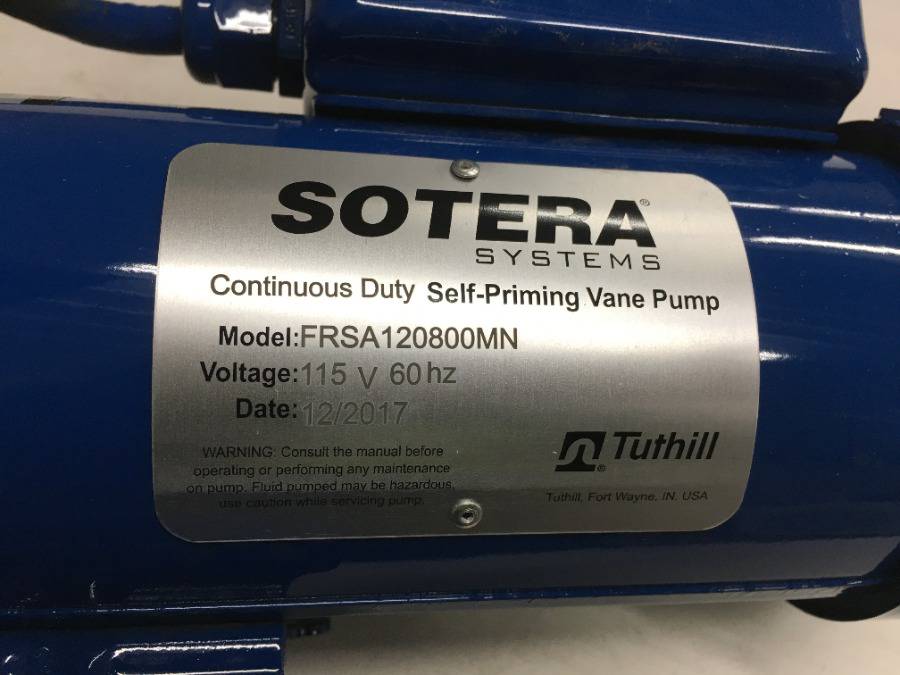 SOTERA®
SYSTEMS
Continuous Duty Self-Priming Vane Pump
Model:FRSA120800MN
Voltage:115 V 60hz
Date:12/2017
WARNING: Consult the manual before
operating or performing any maintenance
on pump. Fluid pumped may be hazardous,
use caution while servicing pump.
Tuthill®
Tuthill, Fort Wayne, IN. USA